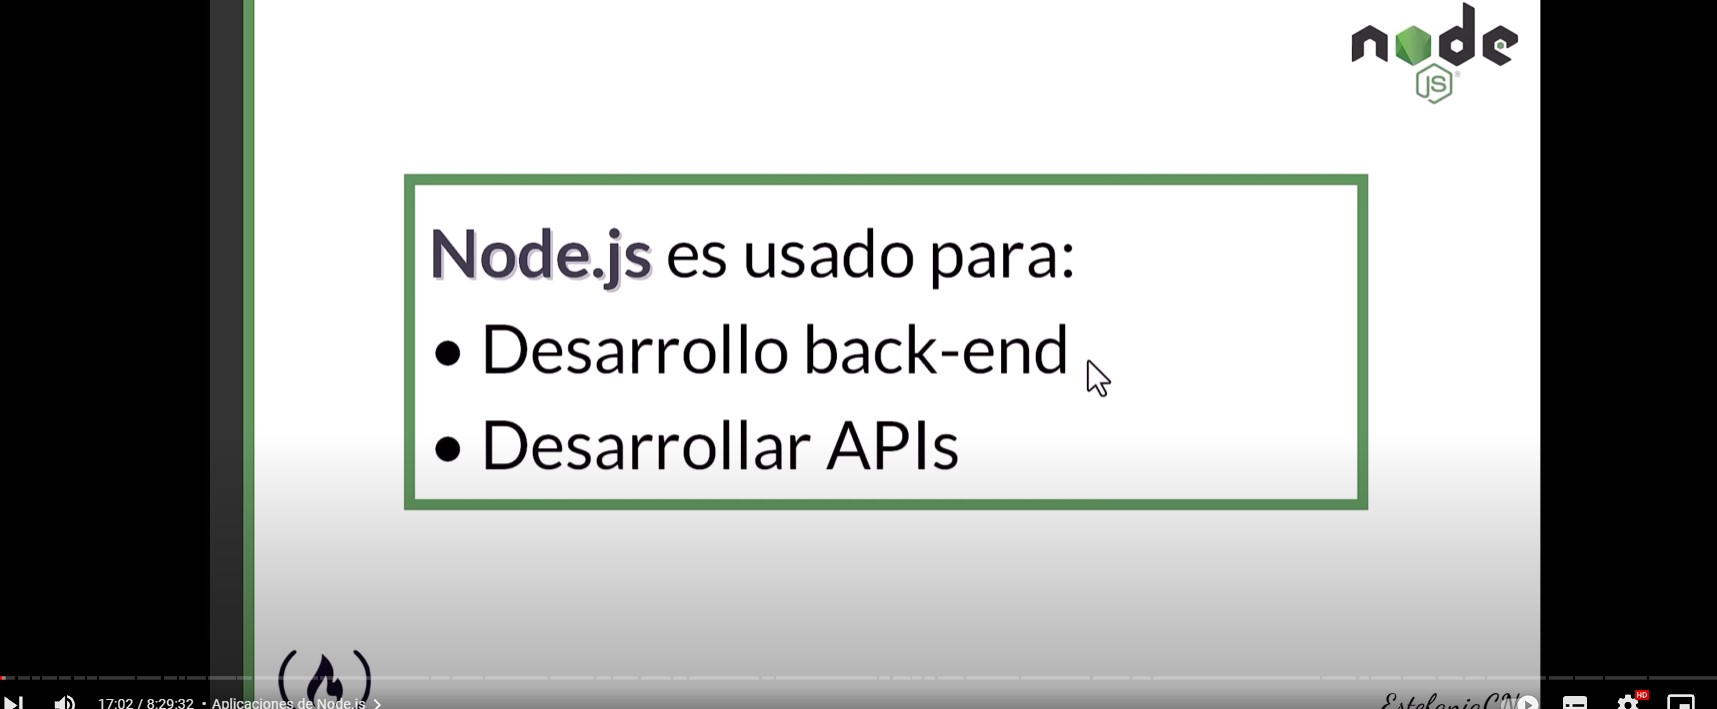 node
JS
Node.js es usado para:
• Desarrollo back-end
• Desarrollar APIs
EstefaniaCN
17:02 / 8:29:32 • Aplicaciones de Node.js
HD